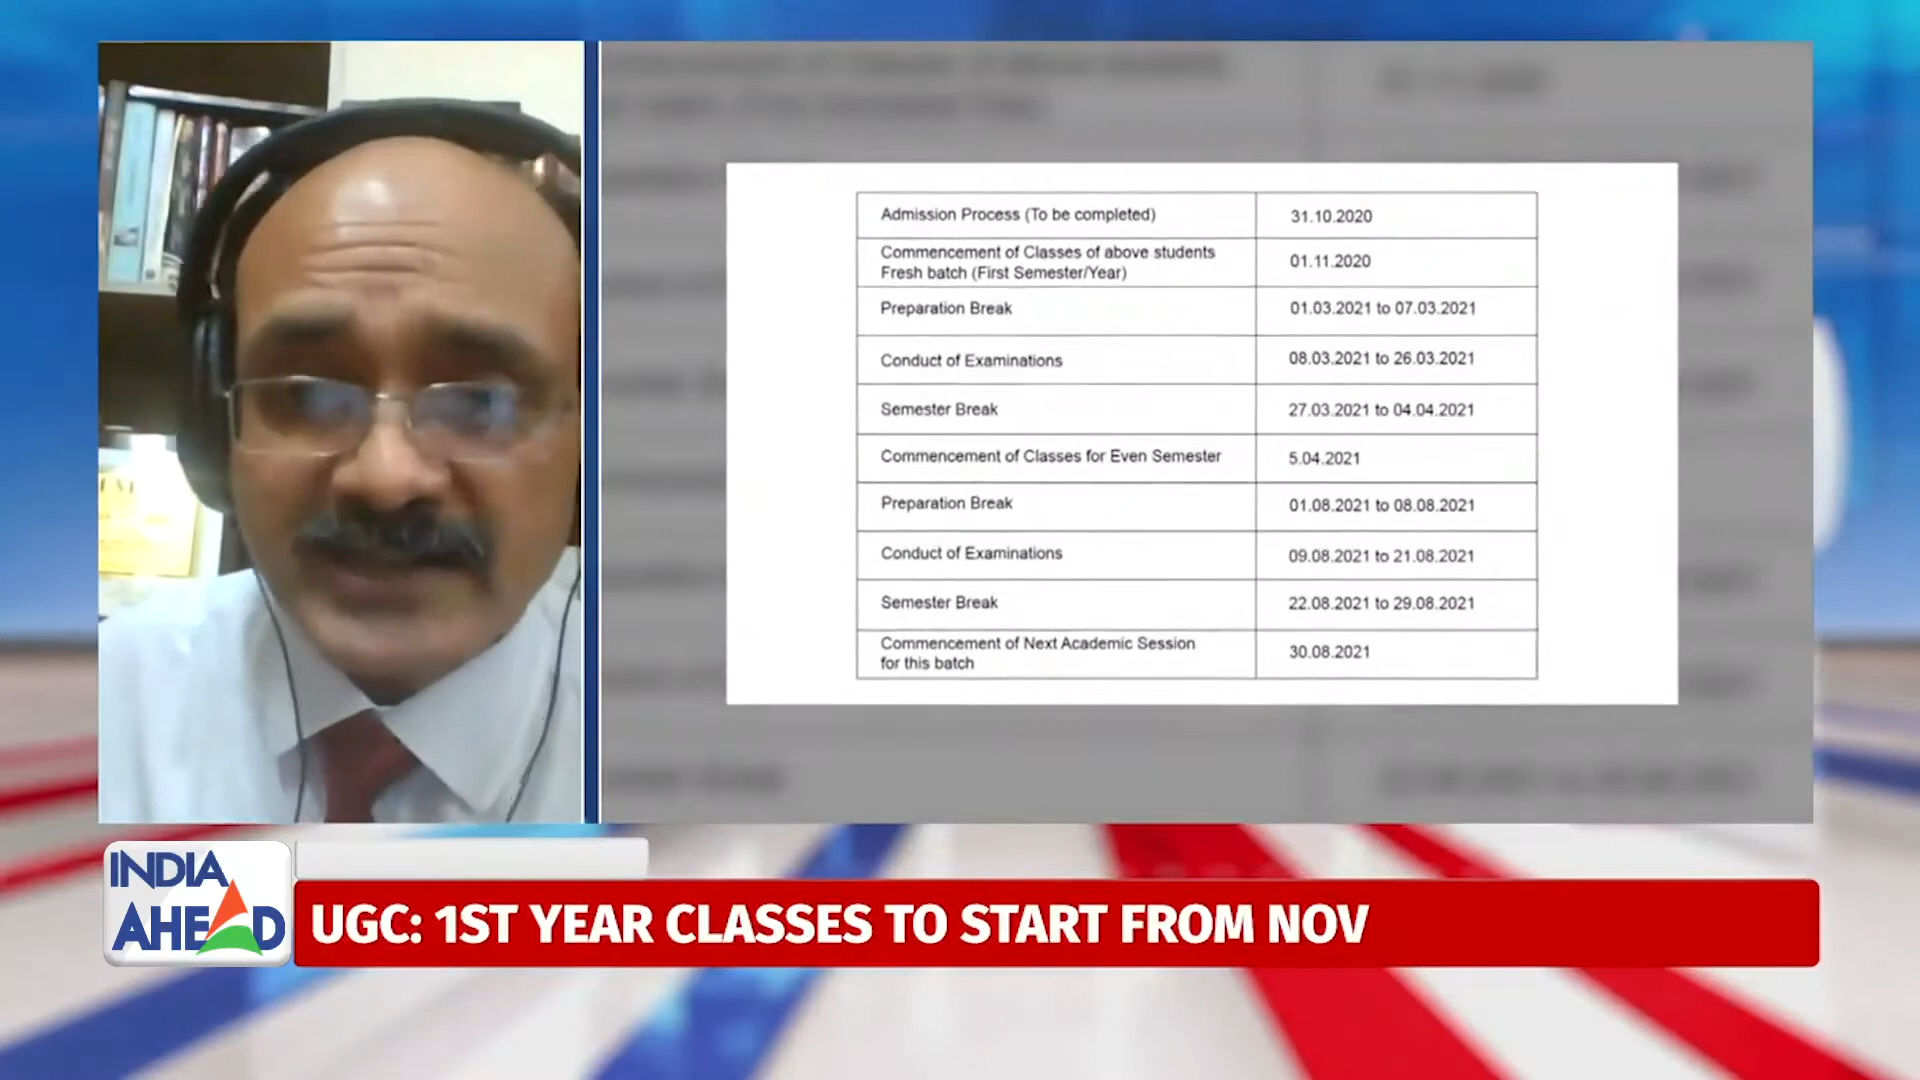 Admission Process (To be completed)
31.10.2020
Commencement of Classes of above students
Fresh batch (First Semester/Year)
01.11.2020
Preparation Break
01.03.2021 to 07.03.2021
Conduct of Examinations
08.03.2021 to 26.03.2021
Semester Break
27.03.2021 to 04.04.2021
Commencement of Classes for Even Semester
5.04.2021
Preparation Break
01.08.2021 to 08.08.2021
Conduct of Examinations
09.08.2021 to 21.08.2021
Semester Break
22.08.2021 to 29.08.2021
Commencement of Next Academic Session
for this batch
30.08.2021
INDIA
AHEAD
UGC: 1ST YEAR CLASSES TO START FROM NOV